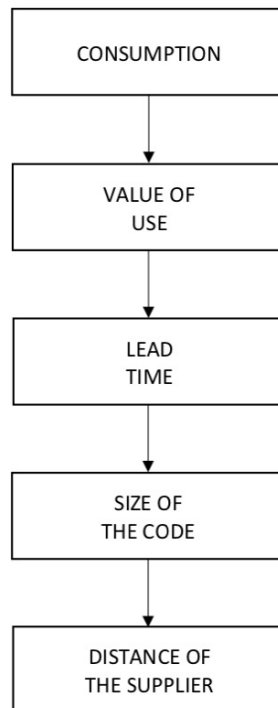 CONSUMPTION
VALUE OF
USE
LEAD
TIME
SIZE OF
THE CODE
DISTANCE OF
THE SUPPLIER